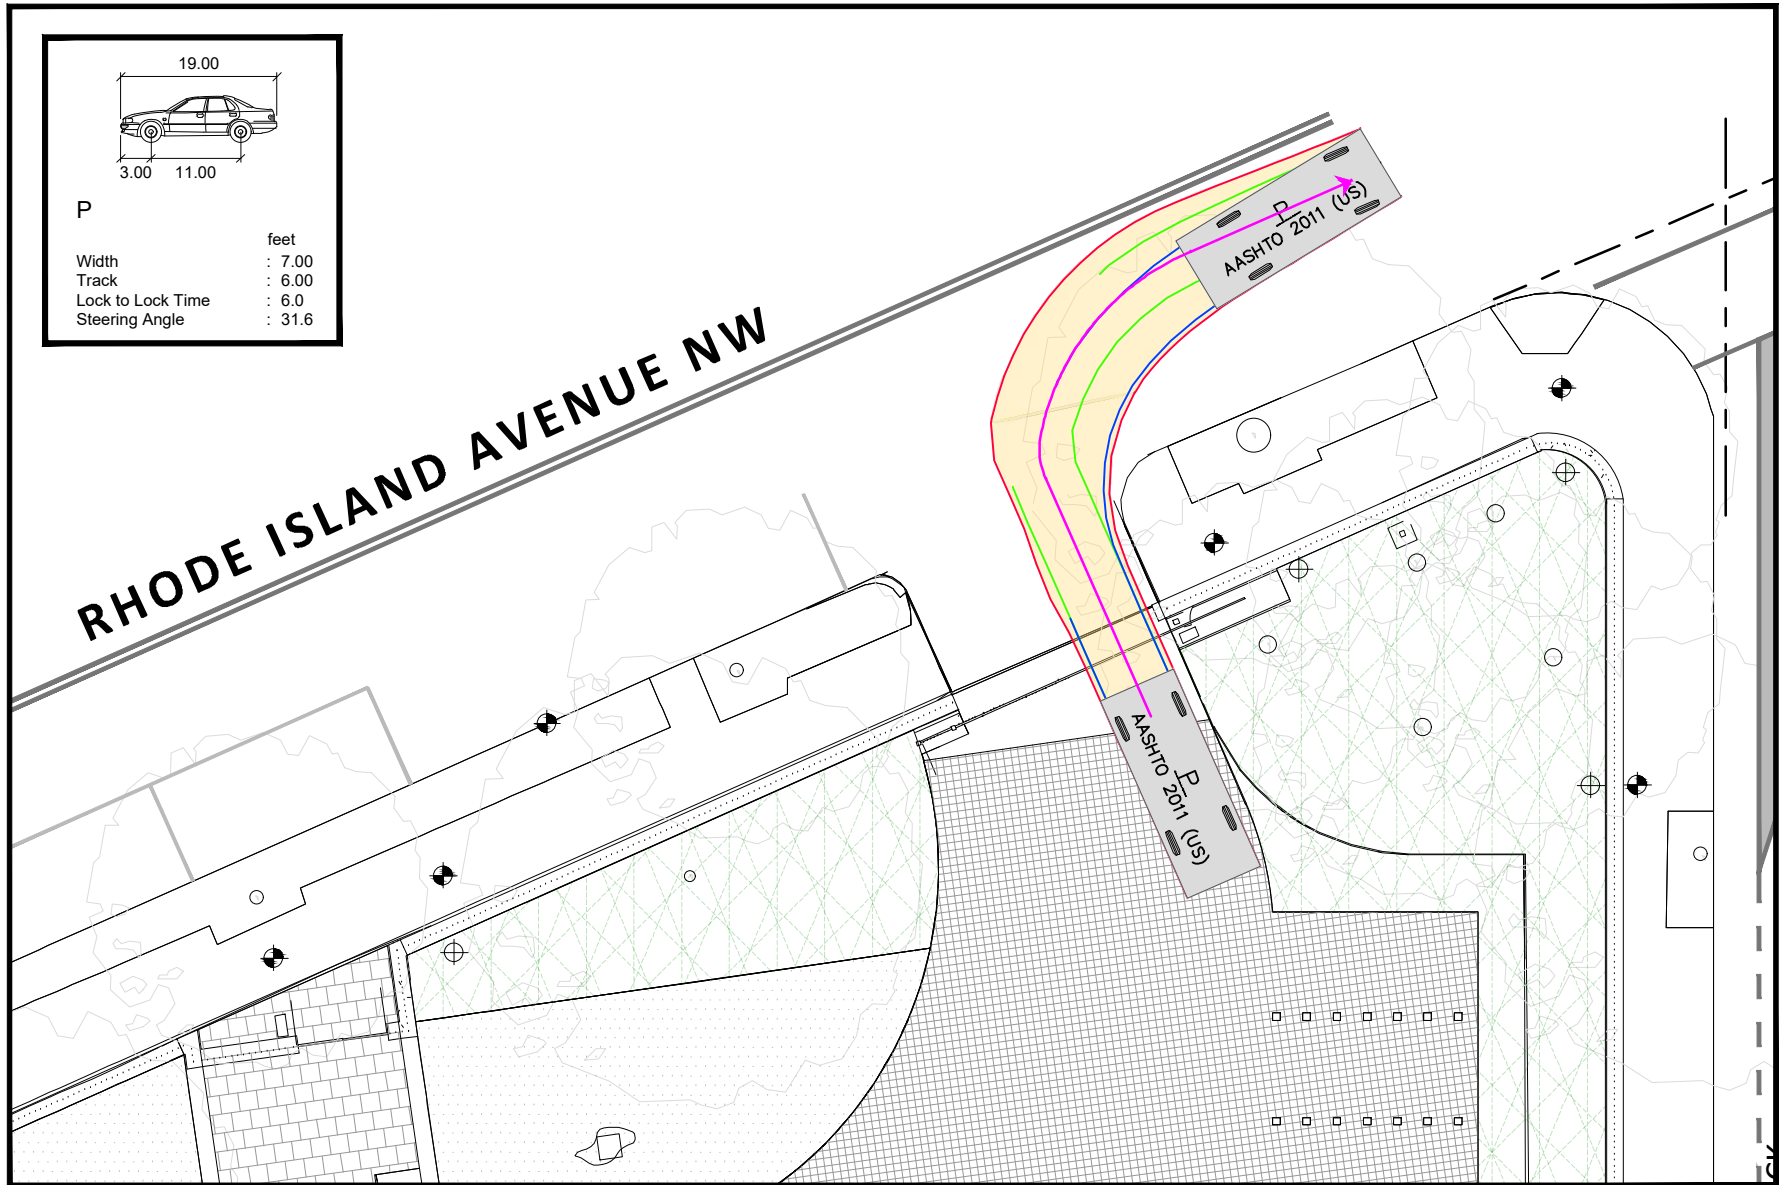 19.00
3.00 11.00
P
feet
Width : 7.00
Track : 6.00
Lock to Lock Time : 6.0
Steering Angle : 31.6
RHODE ISLAND AVENUE NW
P
AASHTO 2011 (US)
P
AASHTO 2011 (US)